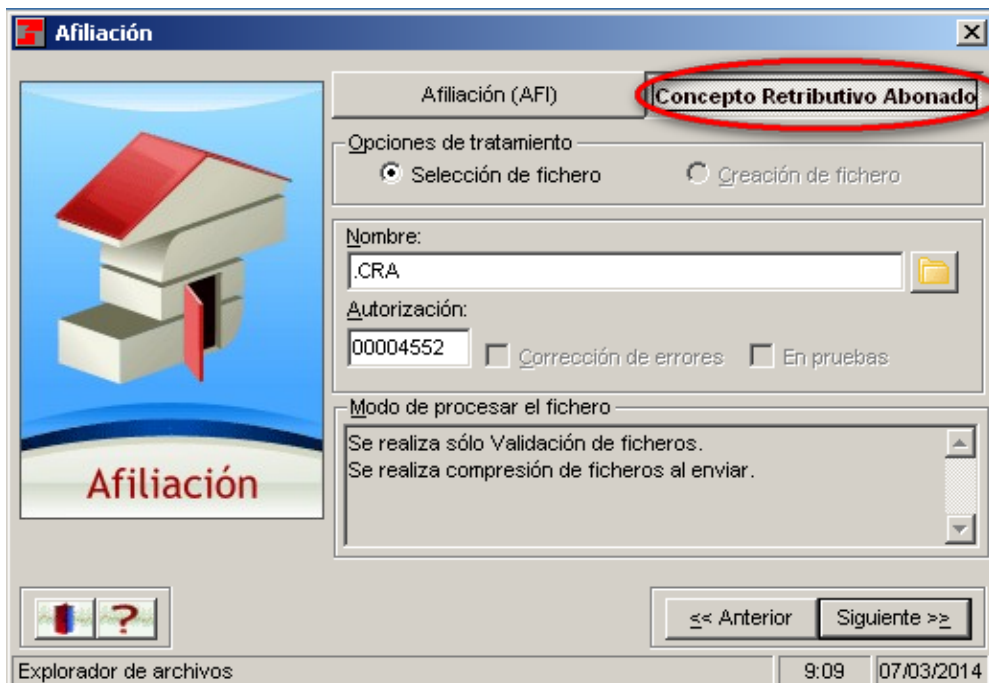 Afiliación
Afiliación (AFI)
Concepto Retributivo Abonado
Opciones de tratamiento
Selección de fichero
Creación de fichero
Nombre:
.CRA
Autorización:
00004552
Corrección de errores
En pruebas
Modo de procesar el fichero
Se realiza sólo Validación de ficheros.
Se realiza compresión de ficheros al enviar.
Afiliación
?
<< Anterior
Siguiente >>
Explorador de archivos
9:09
07/03/2014